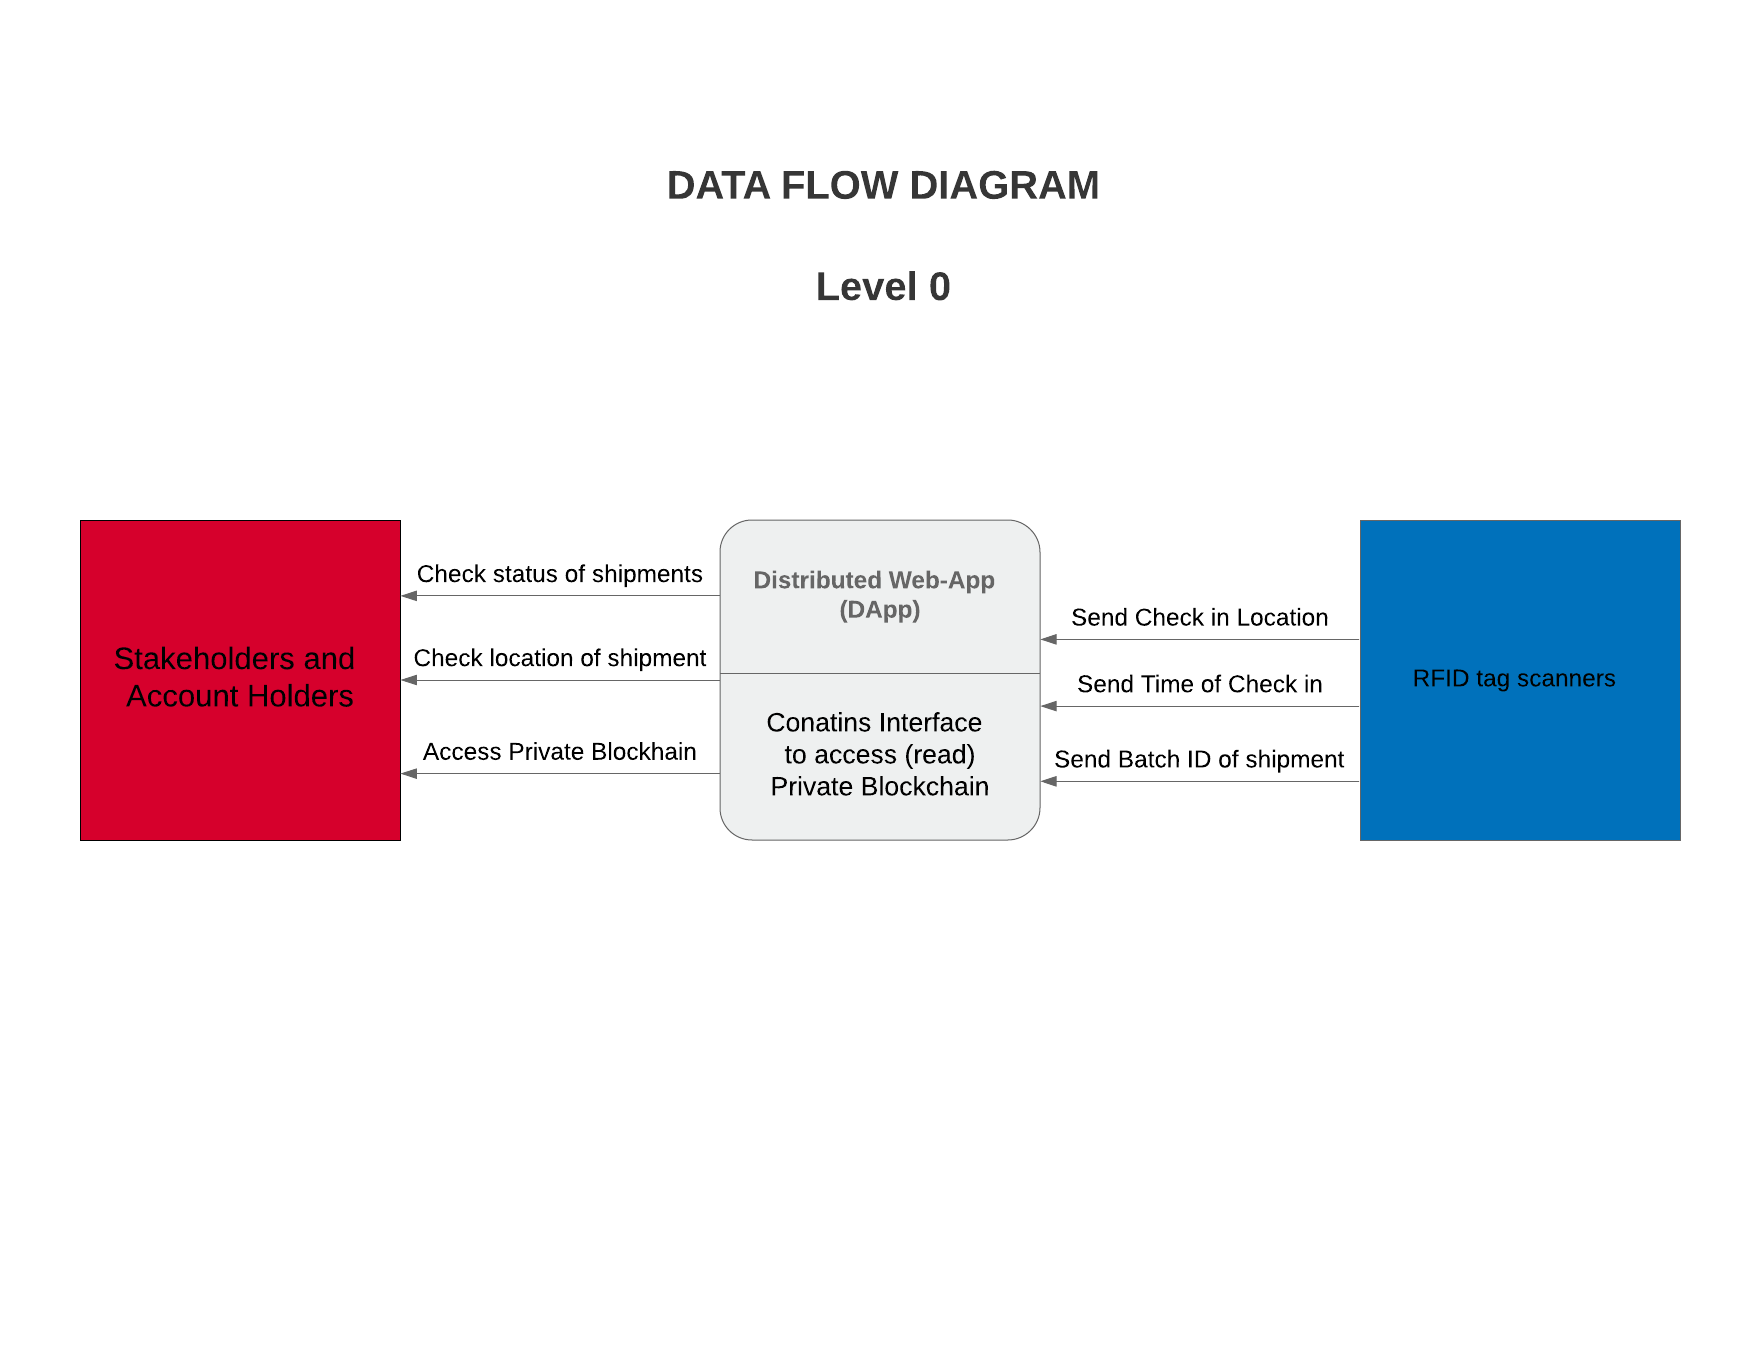 DATA FLOW DIAGRAM
Level 0
Stakeholders and
Account Holders
Check status of shipments
Check location of shipment
Access Private Blockhain
Distributed Web-App
(DApp)
Conatins Interface
to access (read)
Private Blockchain
Send Check in Location
Send Time of Check in
Send Batch ID of shipment
RFID tag scanners